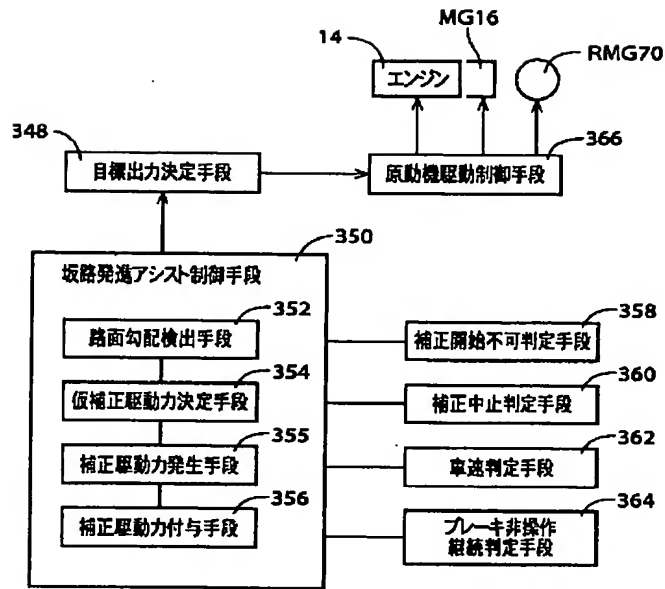 MG16
14
エンジン
RMG70
348
目標出力決定手段
366
原動機駆動制御手段
350
坂路発進アシスト制御手段
352
路面勾配検出手段
354
仮補正駆動力決定手段
355
補正駆動力発生手段
356
補正駆動力付与手段
358
補正開始不可判定手段
360
補正中止判定手段
362
車速判定手段
364
ブレーキ非操作
継続判定手段